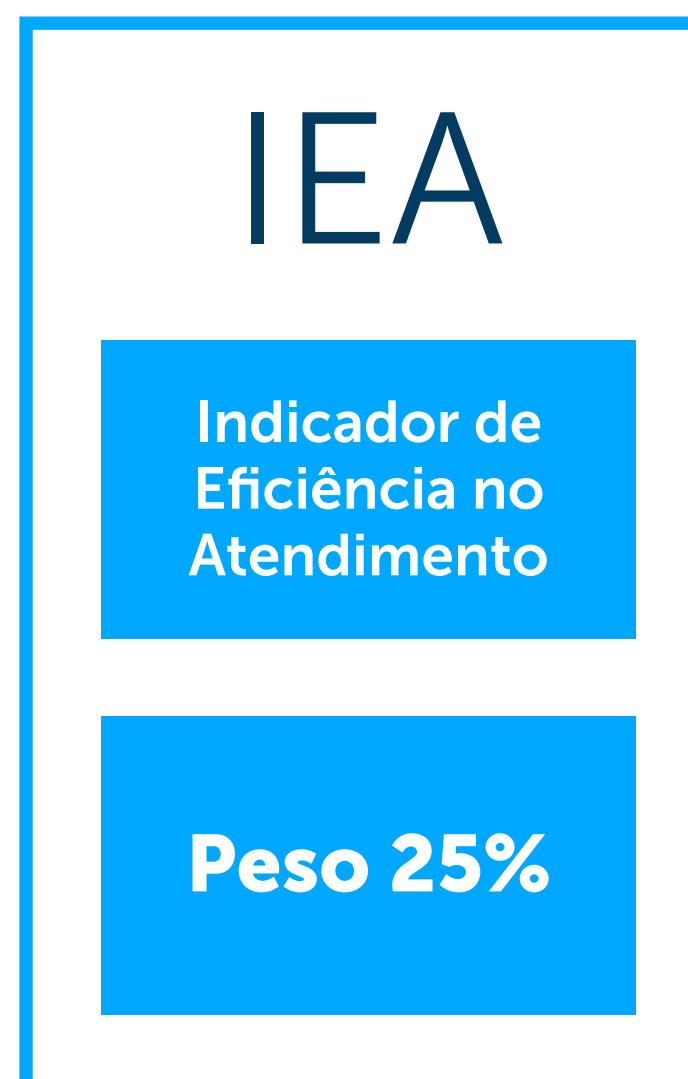 IEA
Indicador de
Eficiência no
Atendimento
Peso 25%